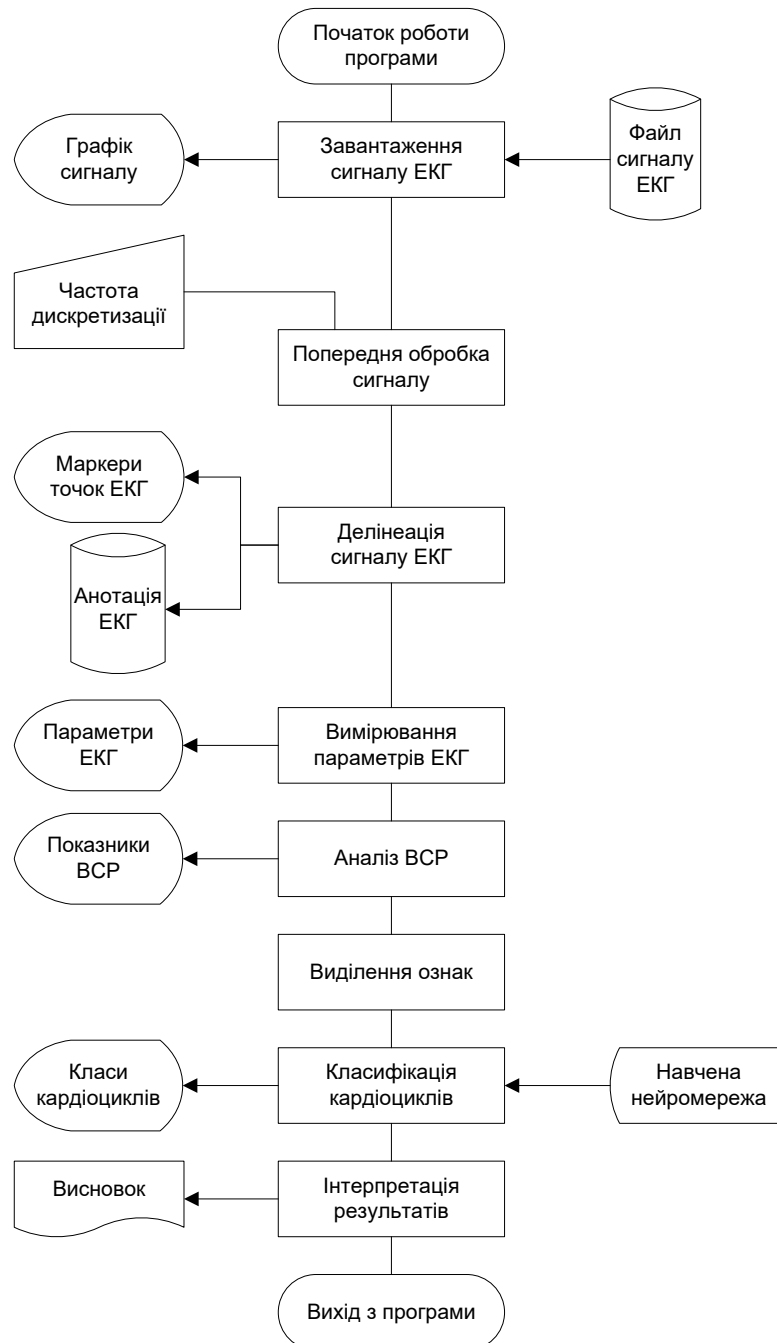 Початок роботи
програми
Графік
сигналу
Завантаження
сигналу ЕКГ
Файл
сигналу
ЕКГ
Частота
дискретизації
Попередня обробка
сигналу
Маркери
точок ЕКГ
Делінеація
сигналу ЕКГ
Анотація
ЕКГ
Параметри
ЕКГ
Вимірювання
параметрів ЕКГ
Показники
ВСР
Аналіз ВСР
Виділення ознак
Класи
кардіоциклів
Класифікація
кардіоциклів
Навчена
нейромережа
Висновок
Інтерпретація
результатів
Вихід з програми